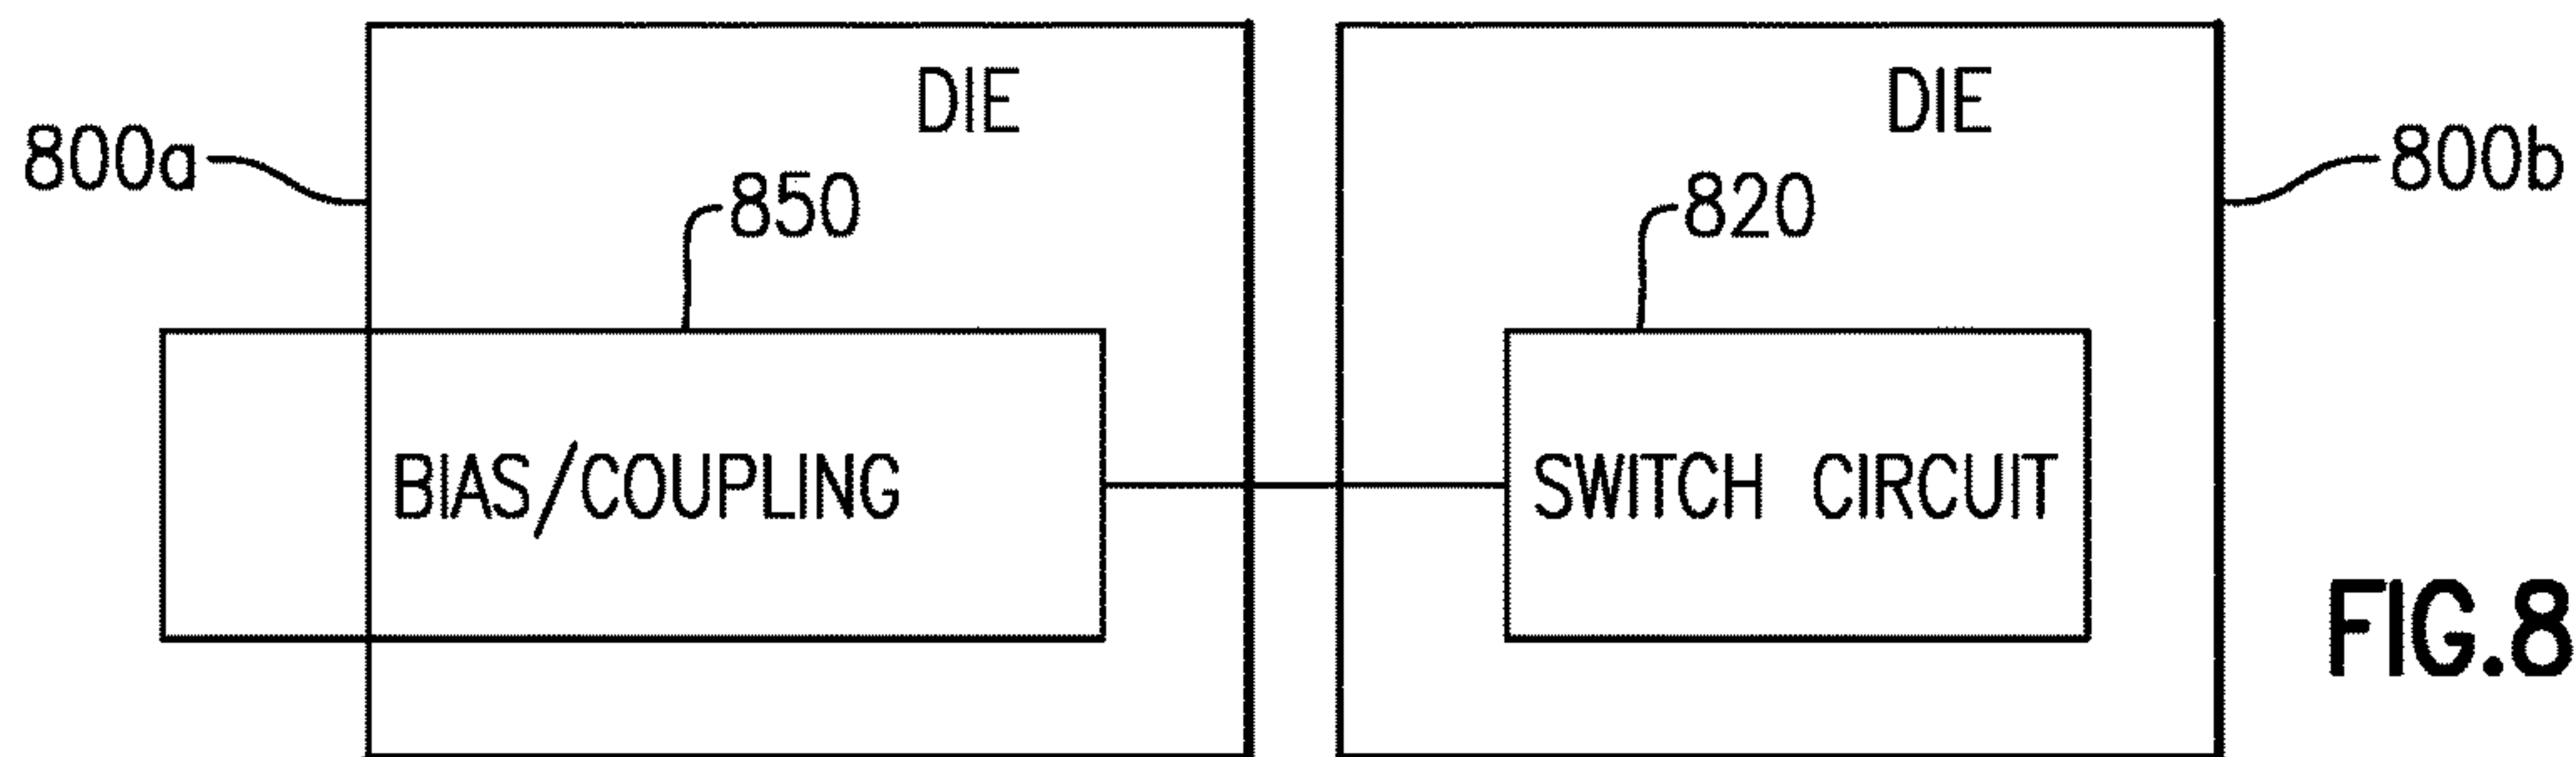 DIE
DIE
800a
800b
850
820
BIAS/COUPLING
SWITCH CIRCUIT
FIG.8